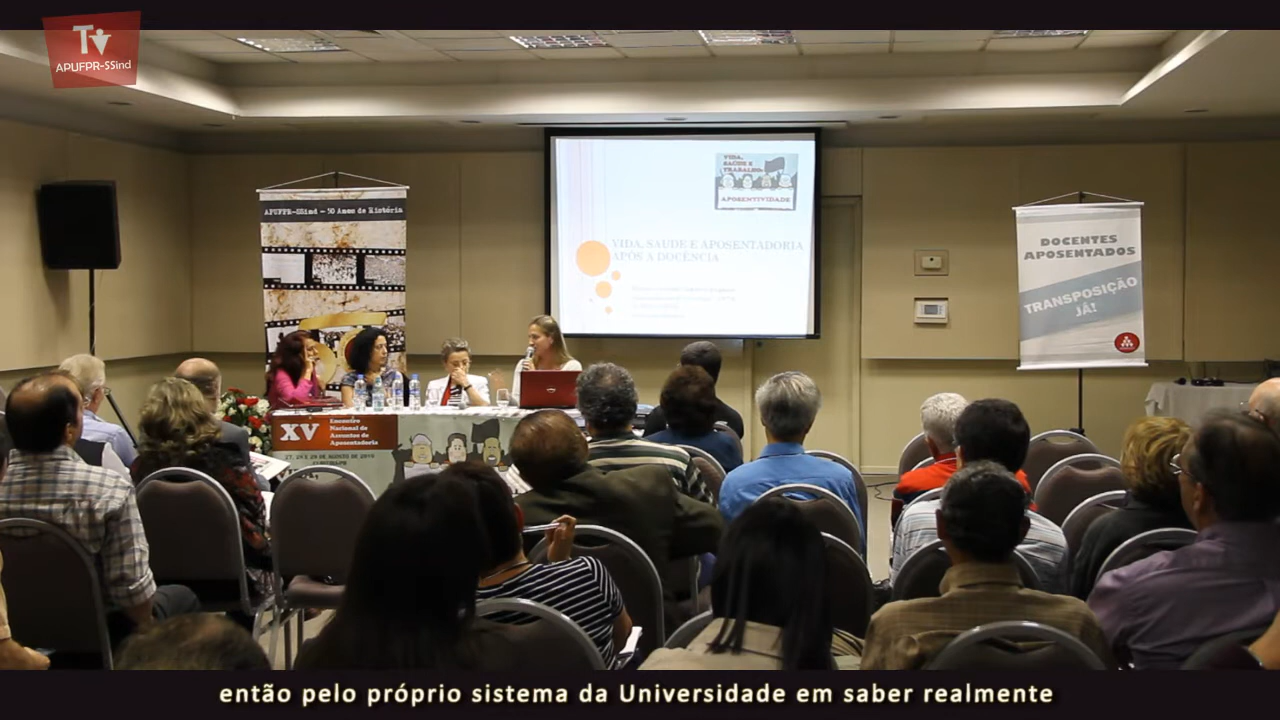 TV
APUFPR-SSind
APUFPR-SSind - 50 Anos de História
VIDA,
SAÚDE E
TRABALHO:
APOSENTIVIDADE
VIDA, SAÚDE E APOSENTADORIA
APÓS A DOCÊNCIA
DOCENTES
APOSENTADOS
TRANSPOSIÇÃO
JÁ!
XV
Encontro
Nacional de
Assuntos de
Aposentadoria
então pelo próprio sistema da Universidade em saber realmente